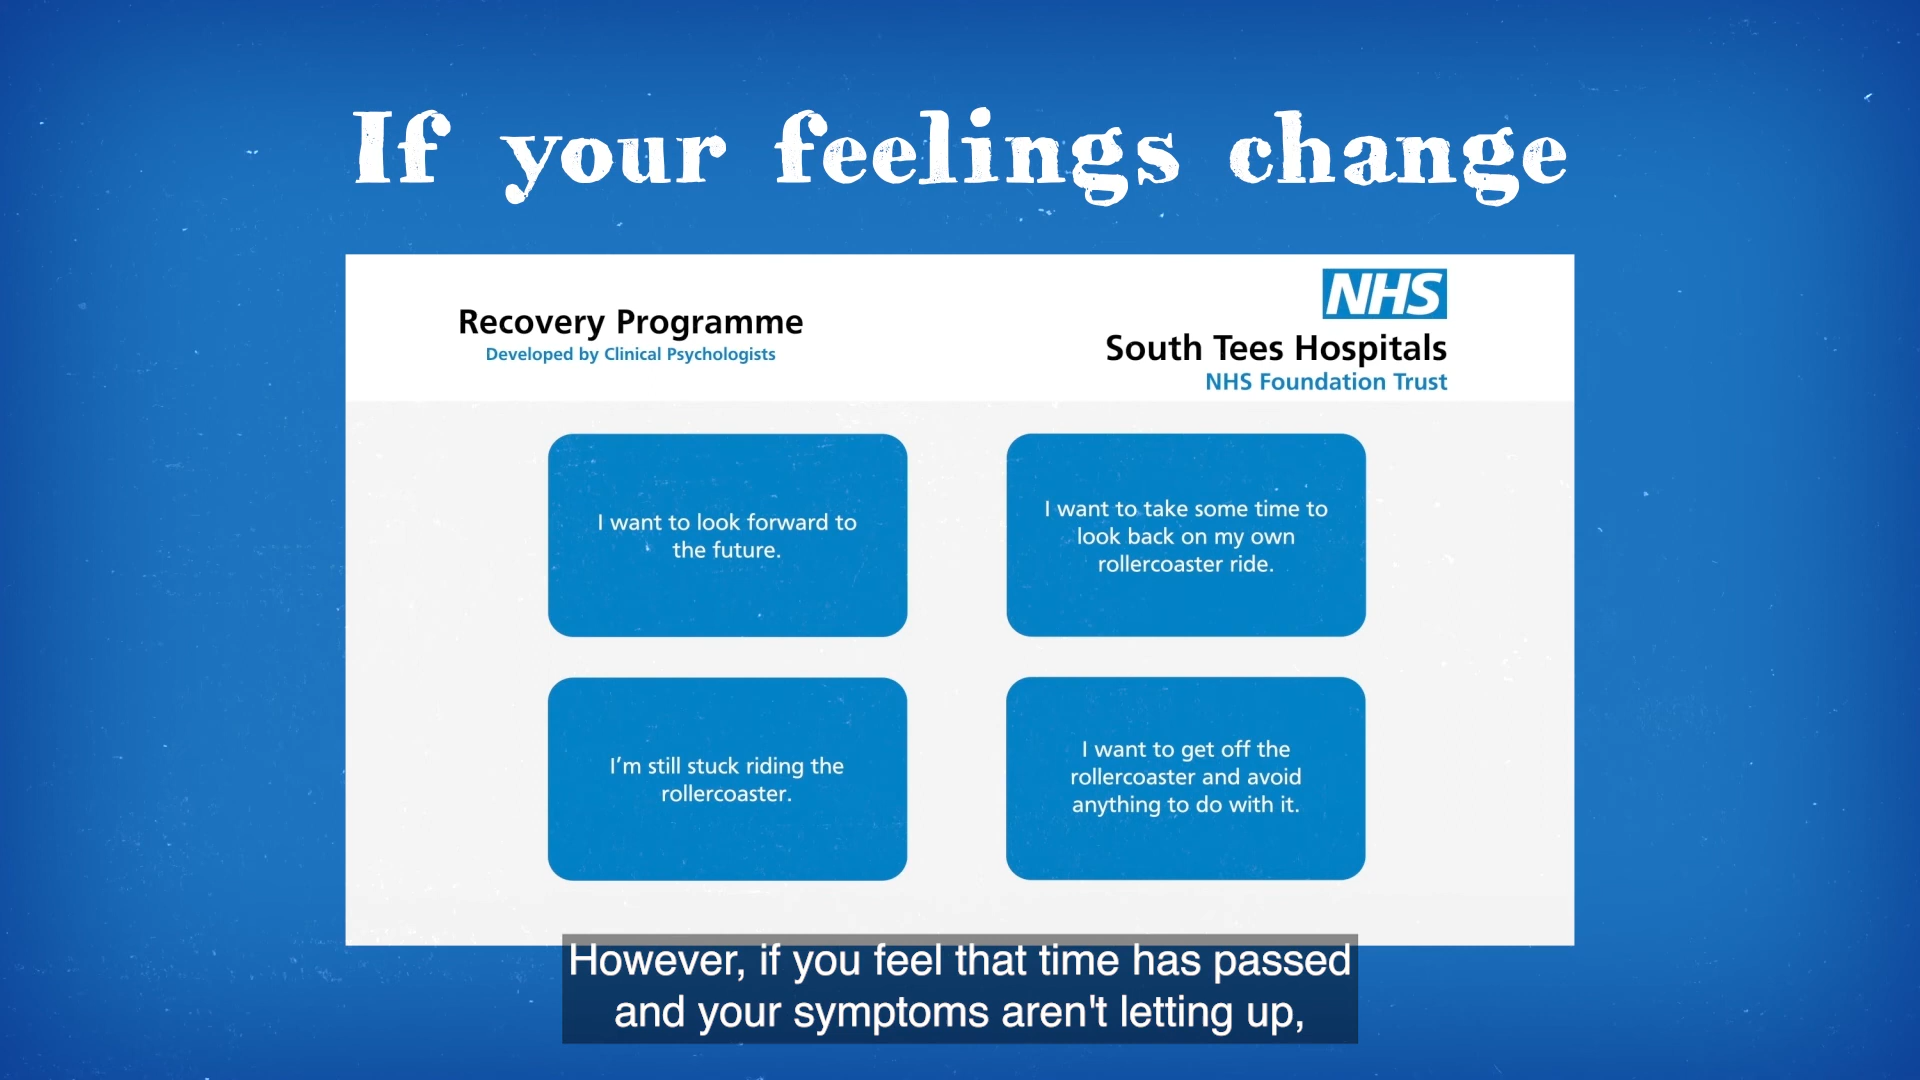 If your feelings change
Recovery Programme
Developed by Clinical Psychologists
NHS
South Tees Hospitals
NHS Foundation Trust
I want to look forward to
the future.
I want to take some time to
look back on my own
rollercoaster ride.
I'm still stuck riding the
rollercoaster.
I want to get off the
rollercoaster and avoid
anything to do with it.
However, if you feel that time has passed
and your symptoms aren't letting up,